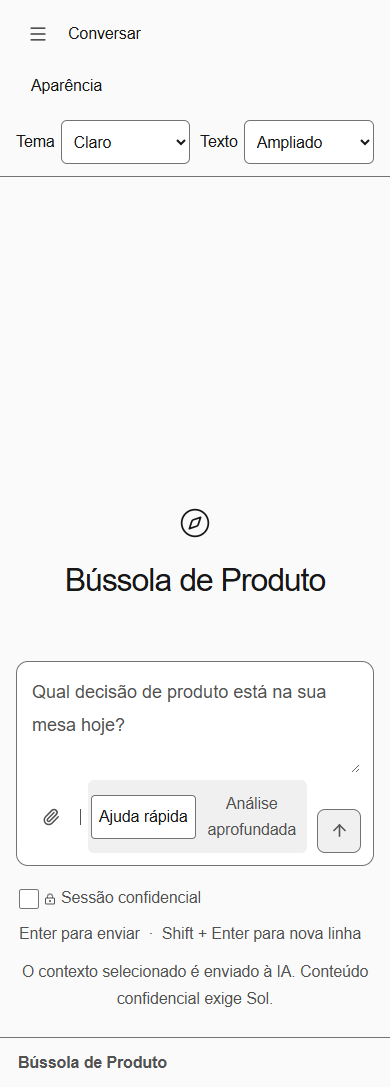 Conversar
Aparência
Tema Claro Texto Ampliado
Bússola de Produto
Qual decisão de produto está na sua
mesa hoje?
Ajuda rápida
Análise
aprofundada
Sessão confidencial
Enter para enviar · Shift + Enter para nova linha
O contexto selecionado é enviado à IA. Conteúdo
confidencial exige Sol.
Bússola de Produto